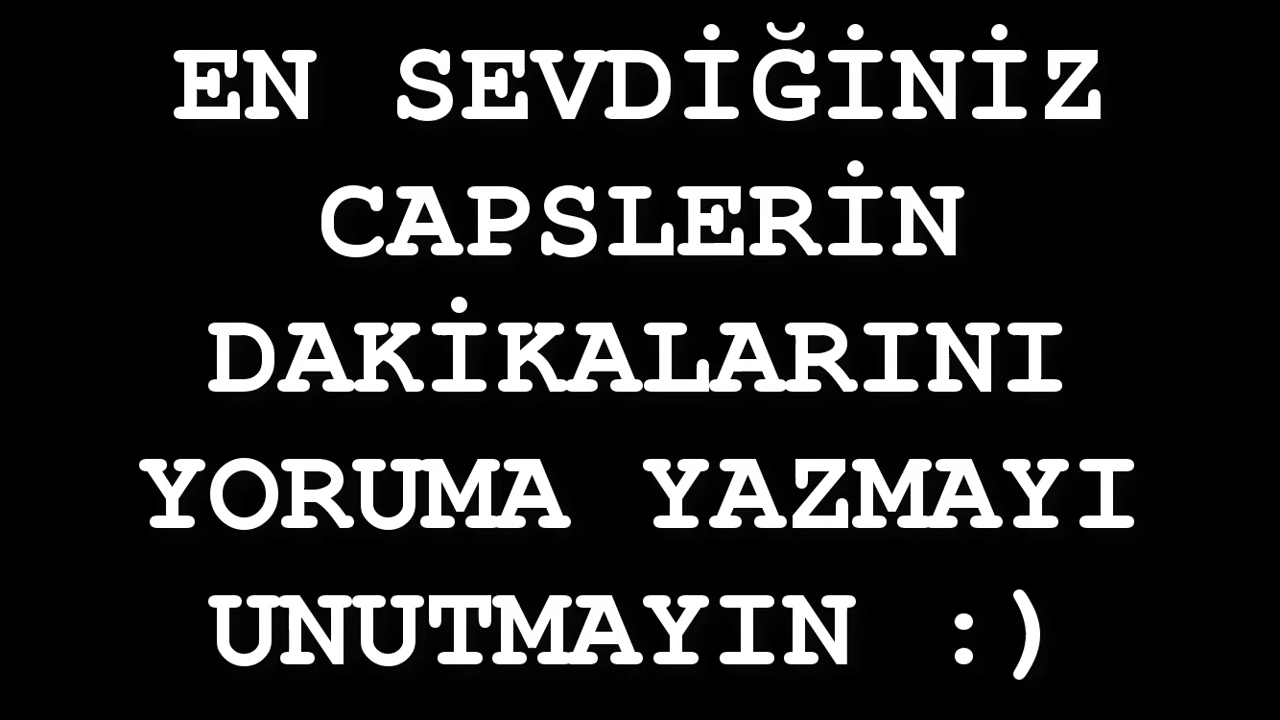 EN SEVDİĞİNİZ
CAPSLERİN
DAKİKALARINI
YORUMA YAZMAYI
UNUTMAYIN :)